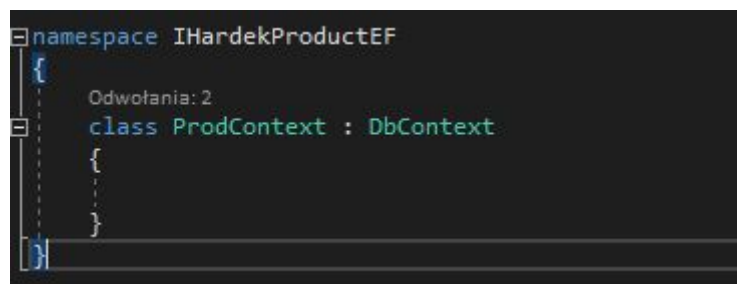 namespace IHardekProductEF
{
Odwołania: 2
class ProdContext : DbContext
{
}
}